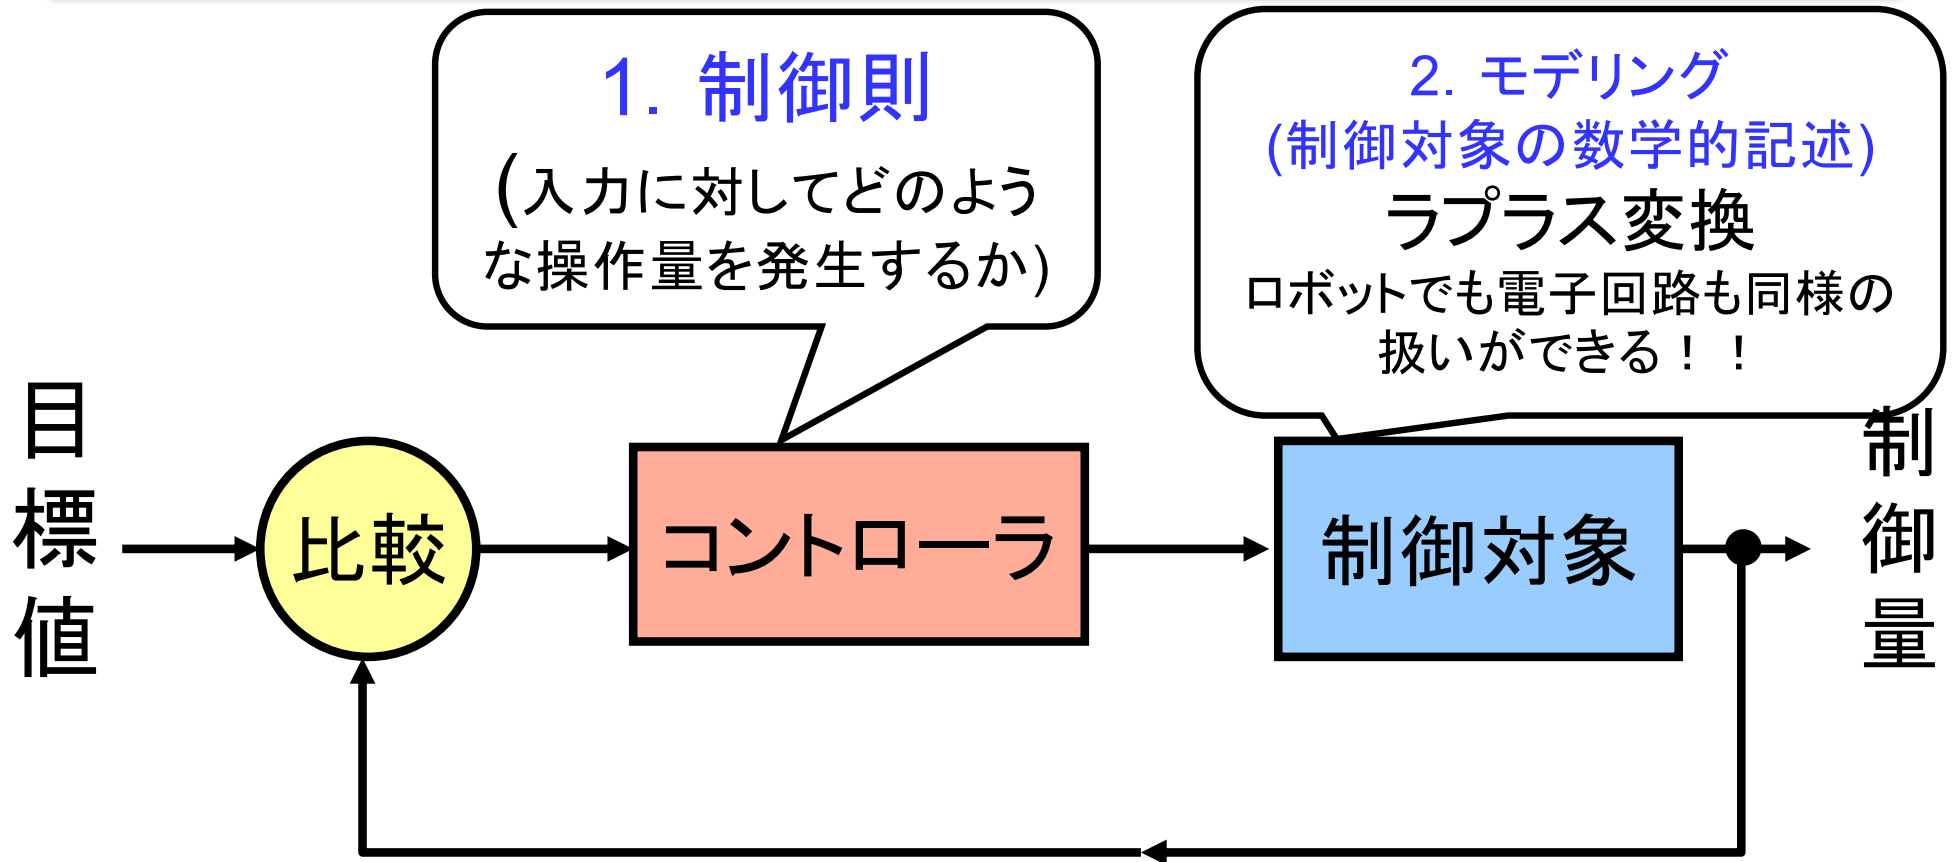 1. 制御則
(入力に対してどのよう
な操作量を発生するか)
2. モデリング
(制御対象の数学的記述)
ラプラス変換
ロボットでも電子回路も同様の
扱いができる！！
目標値
比較
コントローラ
制御対象
制御量